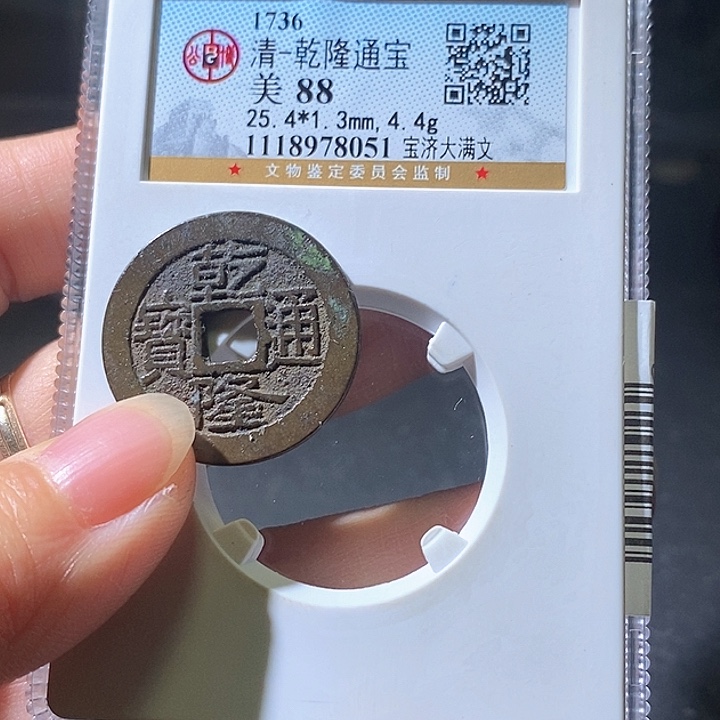 1736
清-乾隆通宝
美 88
25.4*1.3mm,4.4g
1118978051 宝济大满文
★ 文物鉴定委员会监制 ★
乾隆通寶